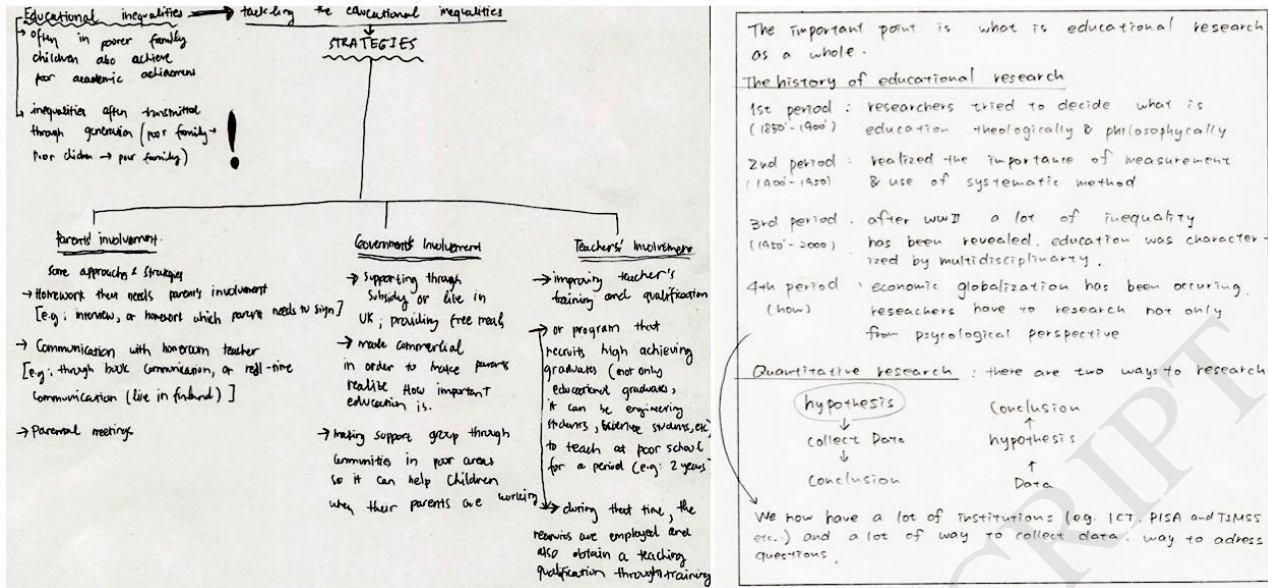 Educational inequalities → tackling the educational inequalities
→ often in poorer family
children also achieve
poor academic achievement
→ inequalities often transmitted
through generation (poor family →
poor children → poor family) !
STRATEGIES
Parents' involvement
some approaches & strategies
→ Homework then needs parent's involvement
[e.g: interview, or homework which parent needs to sign]
→ Communication with homeroom teacher
[e.g: through book communication, or real-time
communication (like in finland)]
→ Parental meetings
Government's Involvement
→ supporting through
subsidy or like in
UK, providing free meals
→ make commercial
in order to make parents
realize How important
education is.
→ making support group through
communities in poor areas
so it can help children
when their parents are working
Teachers' Involvement
→ improving teacher's
training and qualification
→ or program that
recruits high achieving
graduates (not only
educational graduates,
it can be engineering
students, science students, etc)
to teach at poor school
for a period (e.g: 2 years)
→ during that time, the
recruits are employed and
also obtain a teaching
qualification through training
The important point is what is educational research
as a whole.
The history of educational research
1st period : researchers tried to decide what is
(1850'-1900') education theologically & philosophycally
2nd period : realized the importance of measurement
(1900'-1950) & use of systematic method
3rd period . after WWII a lot of inequality
(1950'-2000) has been revealed. education was character-
ized by multidisciplinarty.
4th period : economic globalization has been occuring.
(now) reseachers have to research not only
from psycological perspective
Quantitative research : there are two ways to research
hypothesis Conclusion
↓ ↑
collect Data hypothesis
↓ ↑
Conclusion Data
We now have a lot of institutions (eg. ICT. PISA and TIMSS
etc.) and a lot of way to collect data. way to adress
questions.
CRIPT